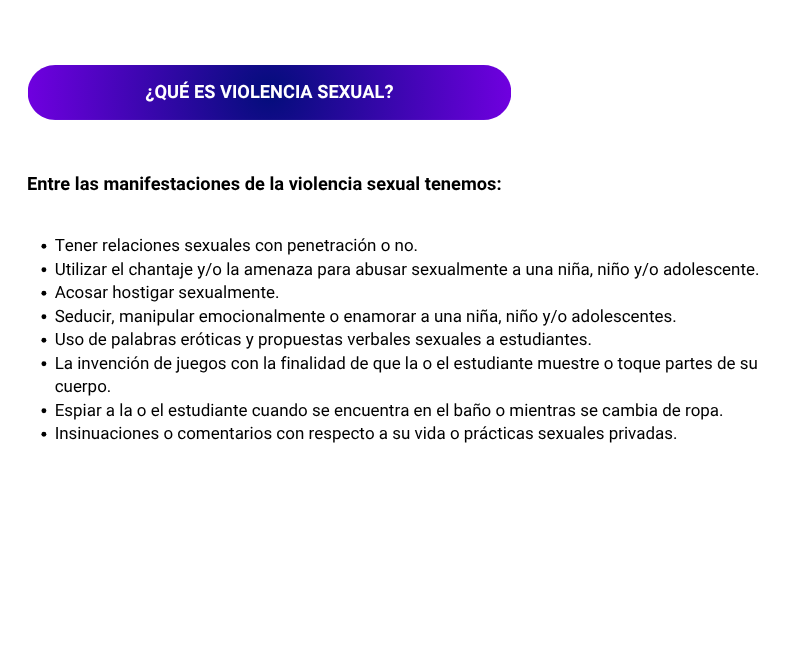 ¿QUÉ ES VIOLENCIA SEXUAL?
Entre las manifestaciones de la violencia sexual tenemos:
• Tener relaciones sexuales con penetración o no.
• Utilizar el chantaje y/o la amenaza para abusar sexualmente a una niña, niño y/o adolescente.
• Acosar hostigar sexualmente.
• Seducir, manipular emocionalmente o enamorar a una niña, niño y/o adolescentes.
• Uso de palabras eróticas y propuestas verbales sexuales a estudiantes.
• La invención de juegos con la finalidad de que la o el estudiante muestre o toque partes de su
cuerpo.
• Espiar a la o el estudiante cuando se encuentra en el baño o mientras se cambia de ropa.
• Insinuaciones o comentarios con respecto a su vida o prácticas sexuales privadas.